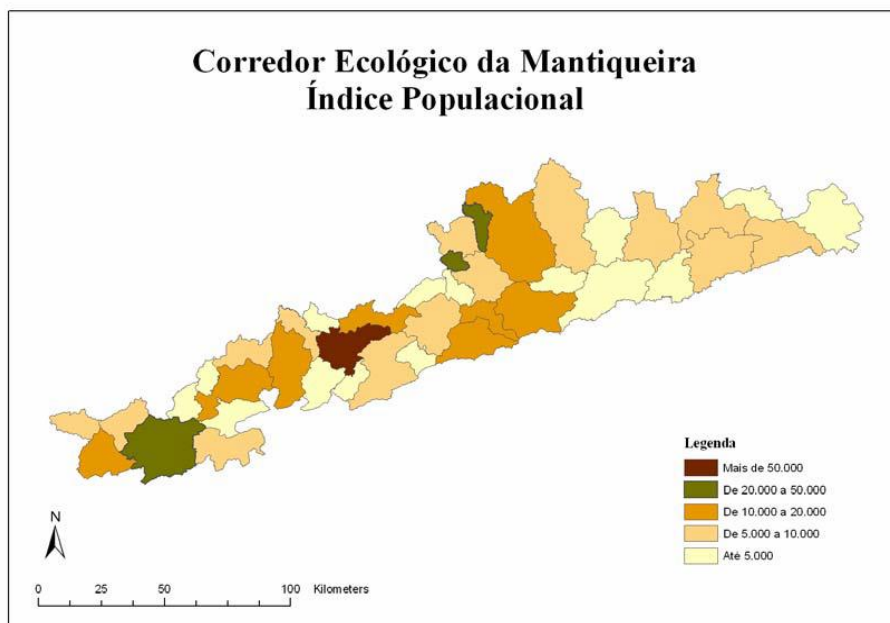 Corredor Ecológico da Mantiqueira
Índice Populacional
Legenda
Mais de 50.000
De 20.000 a 50.000
De 10.000 a 20.000
De 5.000 a 10.000
Até 5.000
N
0 25 50 100 Kilometers